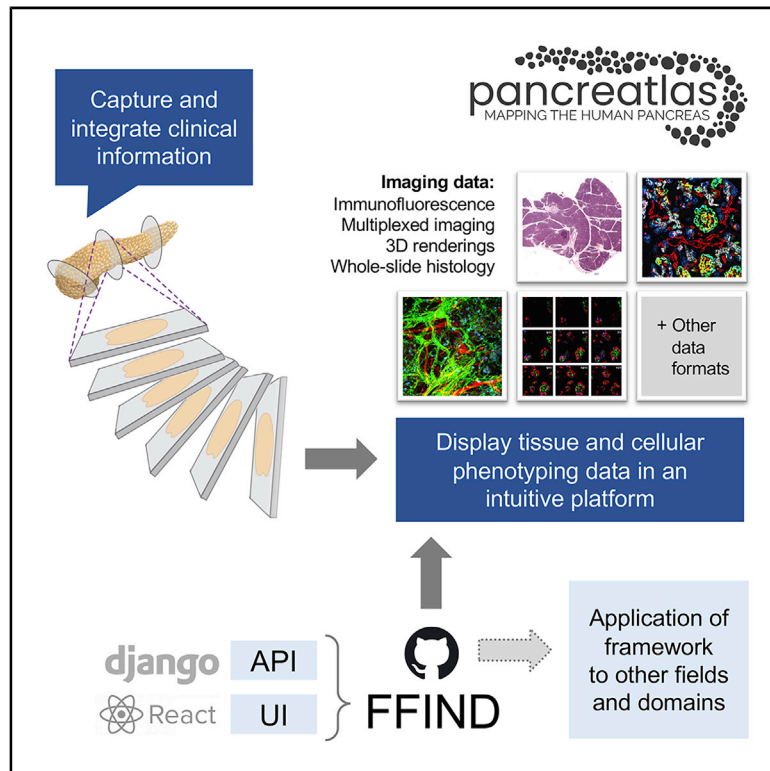 Capture and
integrate clinical
information
pancreatlas
MAPPING THE HUMAN PANCREAS
Imaging data:
Immunofluorescence
Multiplexed imaging
3D renderings
Whole-slide histology
+ Other
data
formats
Display tissue and cellular
phenotyping data in an
intuitive platform
django
API
React
UI
FFIND
Application of
framework
to other fields
and domains